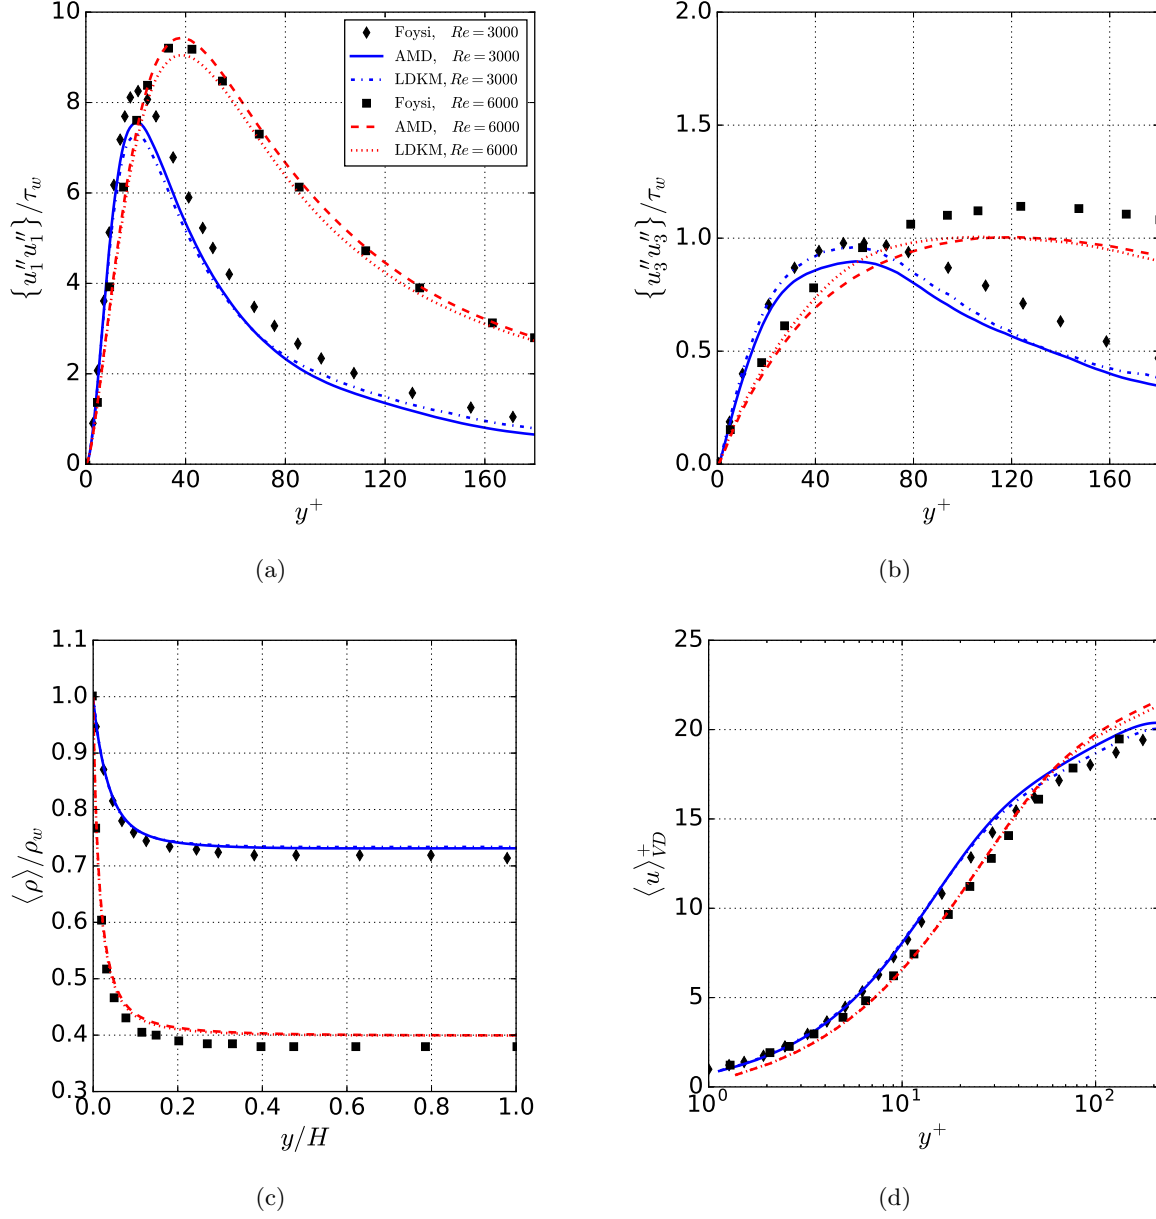 {u₁″u₁″}/τ_w
10
8
6
4
2
0
0 40 80 120 160
y⁺
Foysi, Re = 3000
AMD, Re = 3000
LDKM, Re = 3000
Foysi, Re = 6000
AMD, Re = 6000
LDKM, Re = 6000
(a)
{u₃″u₃″}/τ_w
2.0
1.5
1.0
0.5
0.0
0 40 80 120 160
y⁺
(b)
⟨ρ⟩/ρ_w
1.1
1.0
0.9
0.8
0.7
0.6
0.5
0.4
0.3
0.0 0.2 0.4 0.6 0.8 1.0
y/H
(c)
⟨u⟩⁺_VD
25
20
15
10
5
0
10⁰ 10¹ 10²
y⁺
(d)